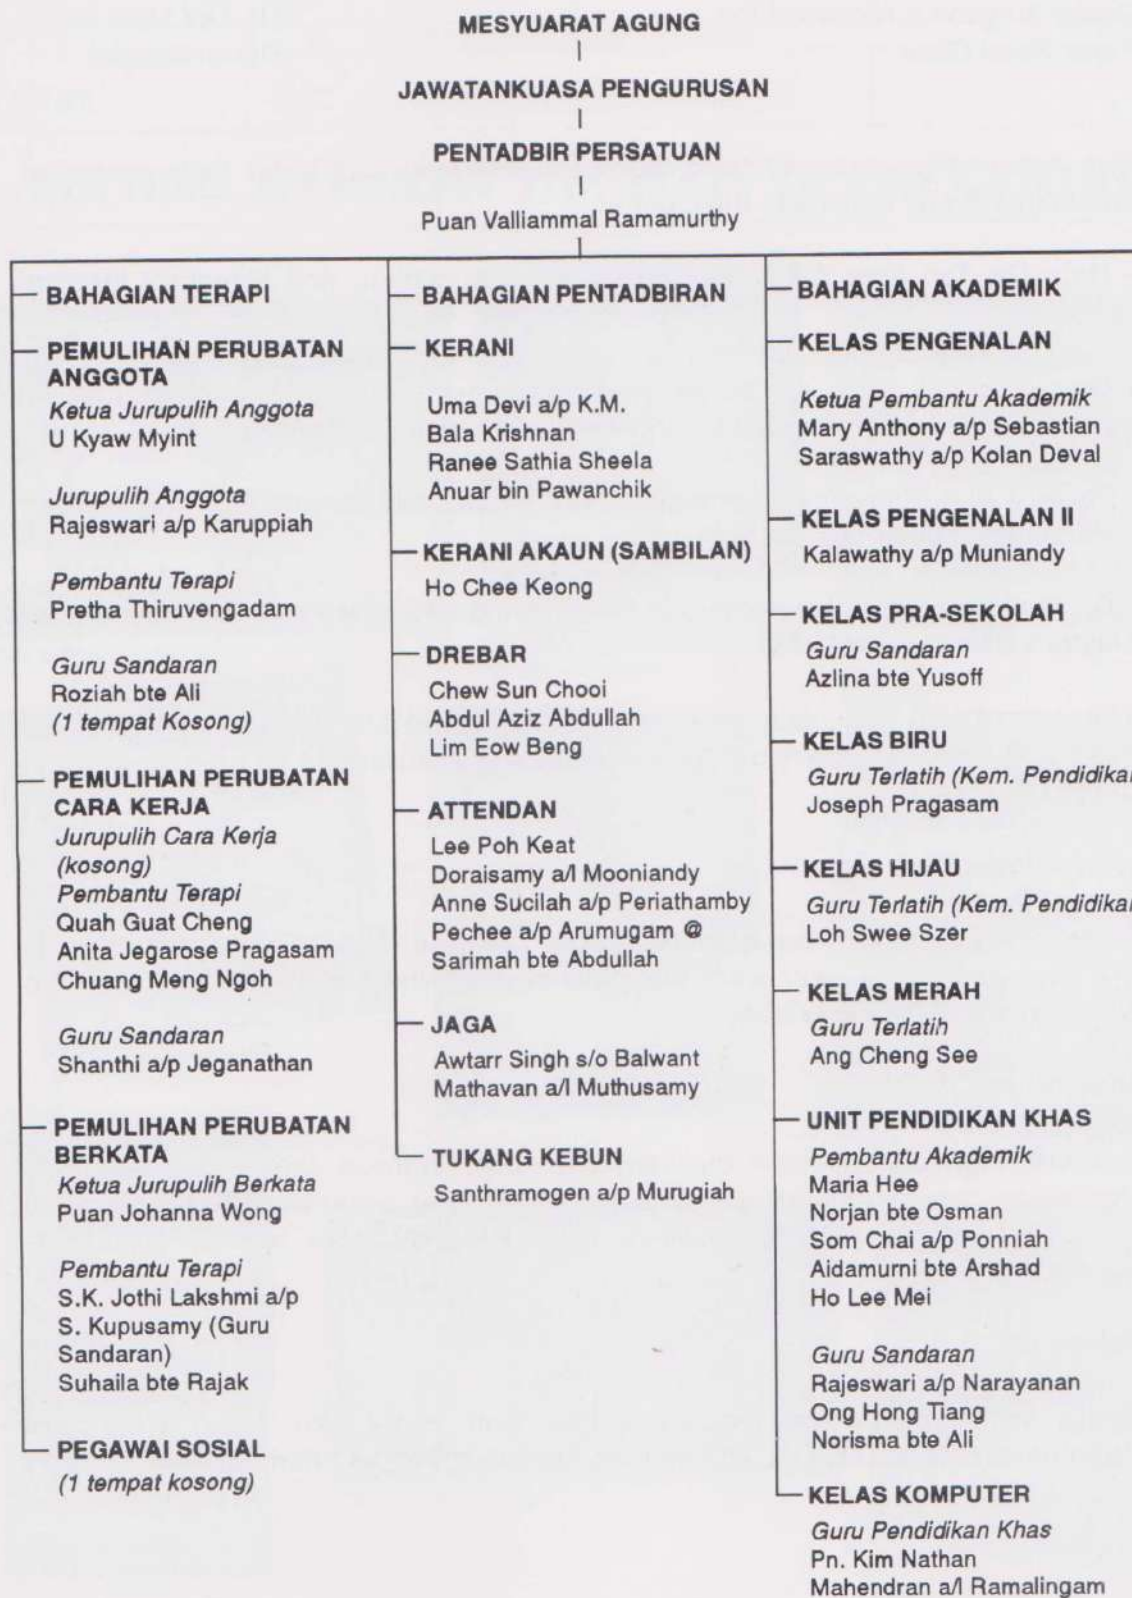 MESYUARAT AGUNG
JAWATANKUASA PENGURUSAN
PENTADBIR PERSATUAN
Puan Valliammal Ramamurthy
BAHAGIAN TERAPI
PEMULIHAN PERUBATAN
ANGGOTA
Ketua Jurupulih Anggota
U Kyaw Myint
Jurupulih Anggota
Rajeswari a/p Karuppiah
Pembantu Terapi
Pretha Thiruvengadam
Guru Sandaran
Roziah bte Ali
(1 tempat Kosong)
PEMULIHAN PERUBATAN
CARA KERJA
Jurupulih Cara Kerja
(kosong)
Pembantu Terapi
Quah Guat Cheng
Anita Jegarose Pragasam
Chuang Meng Ngoh
Guru Sandaran
Shanthi a/p Jeganathan
PEMULIHAN PERUBATAN
BERKATA
Ketua Jurupulih Berkata
Puan Johanna Wong
Pembantu Terapi
S.K. Jothi Lakshmi a/p
S. Kupusamy (Guru
Sandaran)
Suhaila bte Rajak
PEGAWAI SOSIAL
(1 tempat kosong)
BAHAGIAN PENTADBIRAN
KERANI
Uma Devi a/p K.M.
Bala Krishnan
Ranee Sathia Sheela
Anuar bin Pawanchik
KERANI AKAUN (SAMBILAN)
Ho Chee Keong
DREBAR
Chew Sun Chooi
Abdul Aziz Abdullah
Lim Eow Beng
ATTENDAN
Lee Poh Keat
Doraisamy a/l Mooniandy
Anne Sucilah a/p Periathamby
Pechee a/p Arumugam @
Sarimah bte Abdullah
JAGA
Awtarr Singh s/o Balwant
Mathavan a/l Muthusamy
TUKANG KEBUN
Santhramogen a/p Murugiah
BAHAGIAN AKADEMIK
KELAS PENGENALAN
Ketua Pembantu Akademik
Mary Anthony a/p Sebastian
Saraswathy a/p Kolan Deval
KELAS PENGENALAN II
Kalawathy a/p Muniandy
KELAS PRA-SEKOLAH
Guru Sandaran
Azlina bte Yusoff
KELAS BIRU
Guru Terlatih (Kem. Pendidikan
Joseph Pragasam
KELAS HIJAU
Guru Terlatih (Kem. Pendidikan
Loh Swee Szer
KELAS MERAH
Guru Terlatih
Ang Cheng See
UNIT PENDIDIKAN KHAS
Pembantu Akademik
Maria Hee
Norjan bte Osman
Som Chai a/p Ponniah
Aidamurni bte Arshad
Ho Lee Mei
Guru Sandaran
Rajeswari a/p Narayanan
Ong Hong Tiang
Norisma bte Ali
KELAS KOMPUTER
Guru Pendidikan Khas
Pn. Kim Nathan
Mahendran a/l Ramalingam